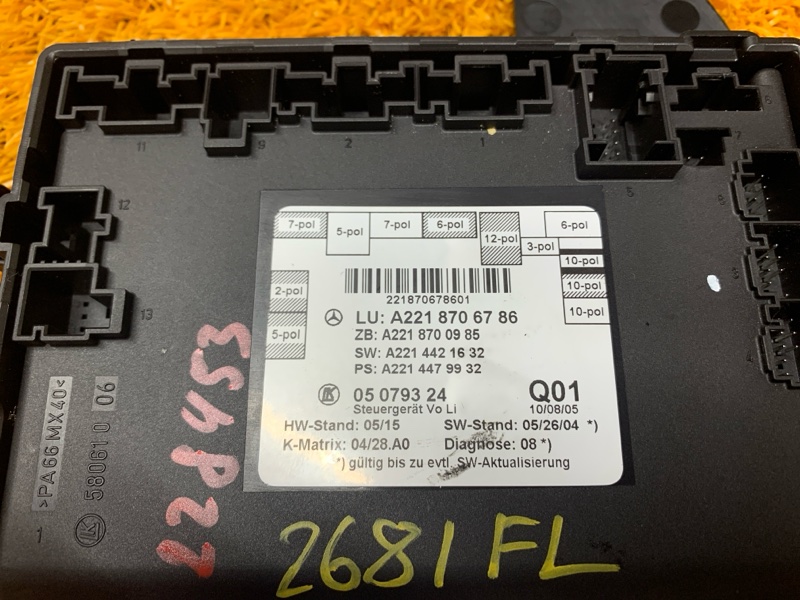 11
9
2
1
5
7
12
13
7-pol 5-pol 7-pol 6-pol 12-pol 3-pol 6-pol
10-pol
2-pol 10-pol
5-pol 10-pol
221870678601
LU: A221 870 67 86
ZB: A221 870 09 85
SW: A221 442 16 32
PS: A221 447 99 32
05 0793 24 Q01
Steuergerät Vo Li 10/08/05
HW-Stand: 05/15 SW-Stand: 05/26/04 *)
K-Matrix: 04/28.A0 Diagnose: 08 *)
*) gültig bis zu evtl. SW-Aktualisierung
>PA66 MX40<
580610 06
1
228453
2681FL